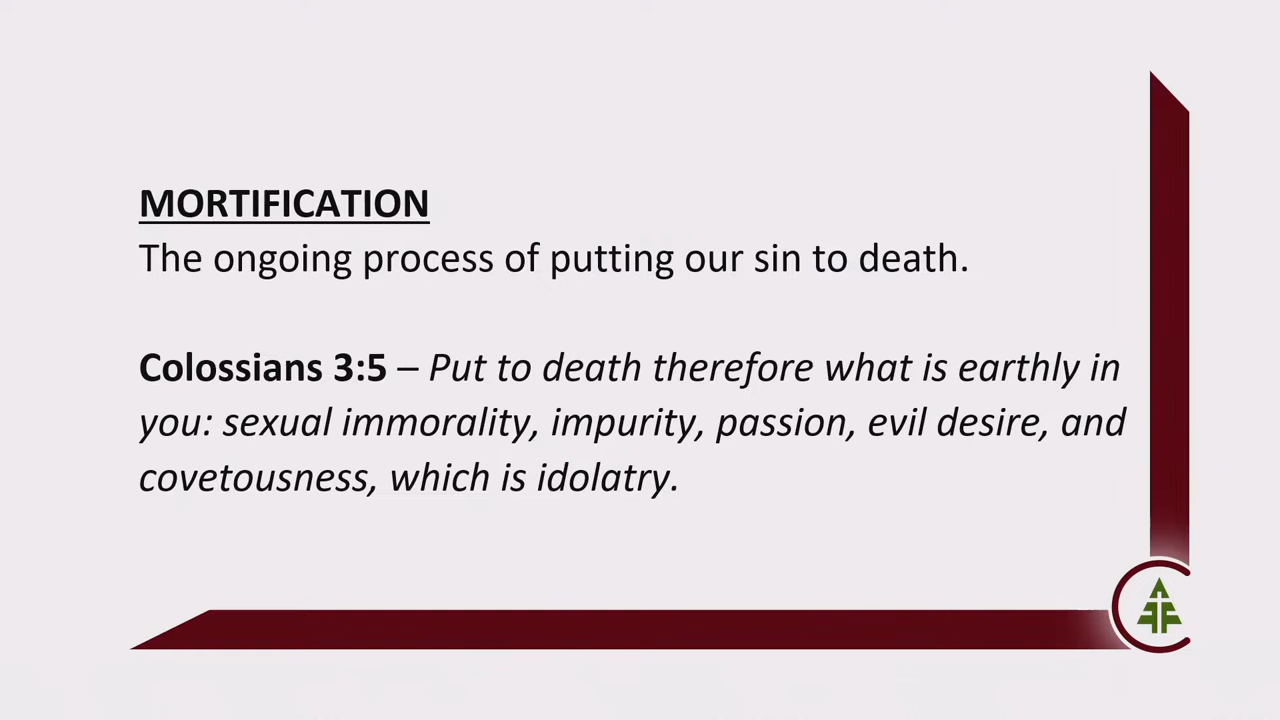 MORTIFICATION
The ongoing process of putting our sin to death.
Colossians 3:5 – Put to death therefore what is earthly in
you: sexual immorality, impurity, passion, evil desire, and
covetousness, which is idolatry.